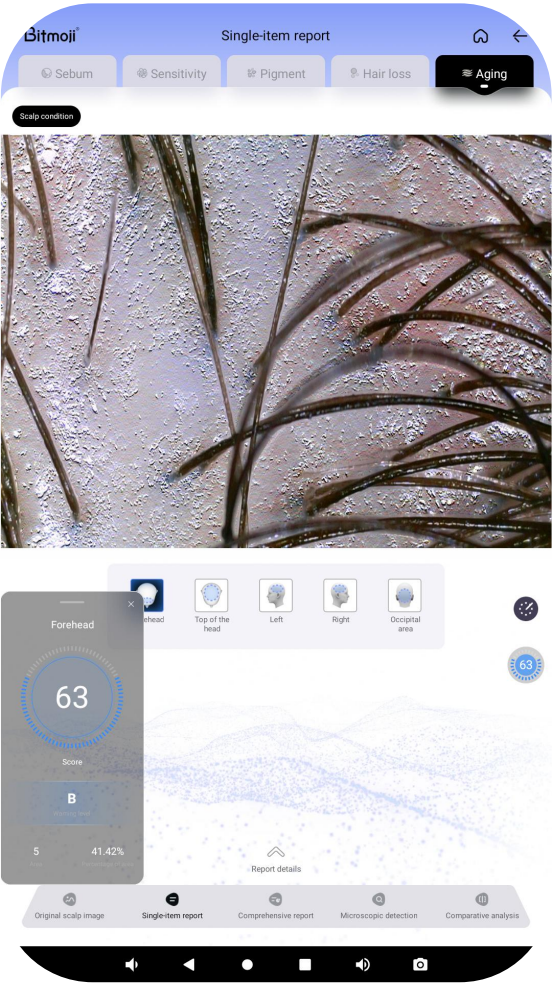 Bitmoji®
Single-item report
Sebum
Sensitivity
Pigment
Hair loss
Aging
Scalp condition
ehead
Top of the
head
Left
Right
Occipital
area
Forehead
63
Score
B
5
41.42%
63
Report details
Original scalp image
Single-item report
Comprehensive report
Microscopic detection
Comparative analysis